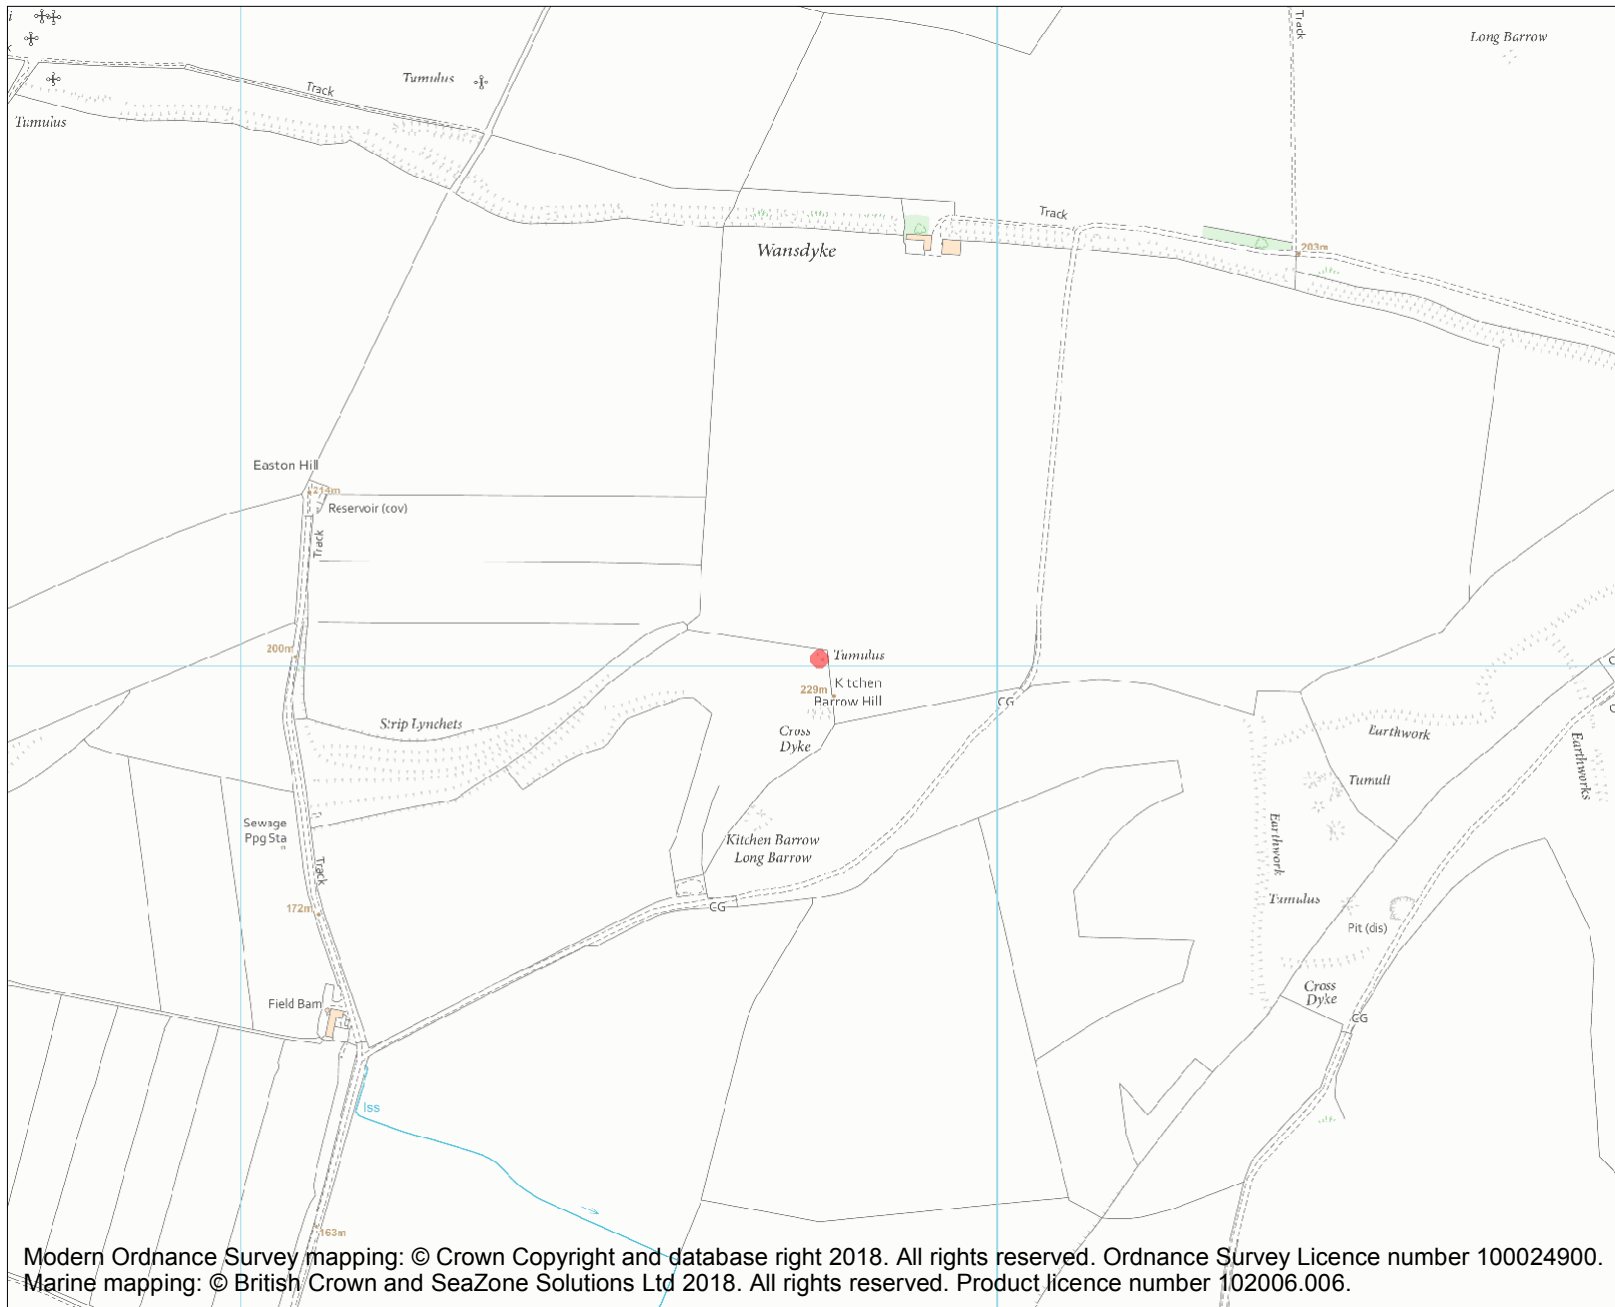 Track
Long Barrow
Tumulus
Track
Tumulus
Track
Wansdyke
203m
Easton Hill
214m
Reservoir (cov)
Track
200m
Tumulus
K tchen
229m
Barrow Hill
CG
Strip Lynchets
Cross
Dyke
Earthwork
Earthworks
Tumuli
Sewage
Ppg Sta
Kitchen Barrow
Long Barrow
Earthwork
Track
172m
CG
Tumulus
Pit (dis)
Cross
Dyke
Field Barn
CG
Iss
163m
Modern Ordnance Survey mapping: © Crown Copyright and database right 2018. All rights reserved. Ordnance Survey Licence number 100024900.
Marine mapping: © British Crown and SeaZone Solutions Ltd 2018. All rights reserved. Product licence number 102006.006.